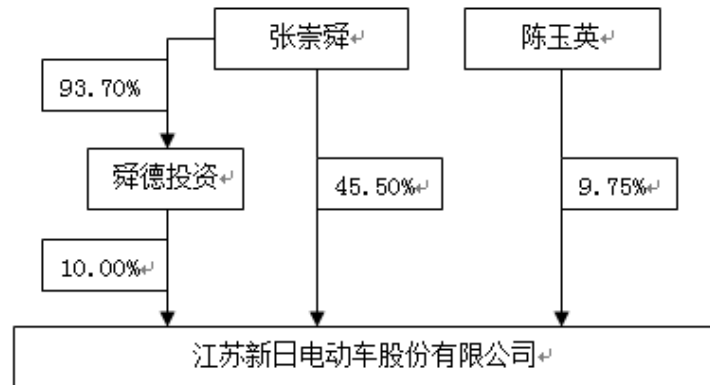 张崇舜
陈玉英
93.70%
舜德投资
45.50%
9.75%
10.00%
江苏新日电动车股份有限公司